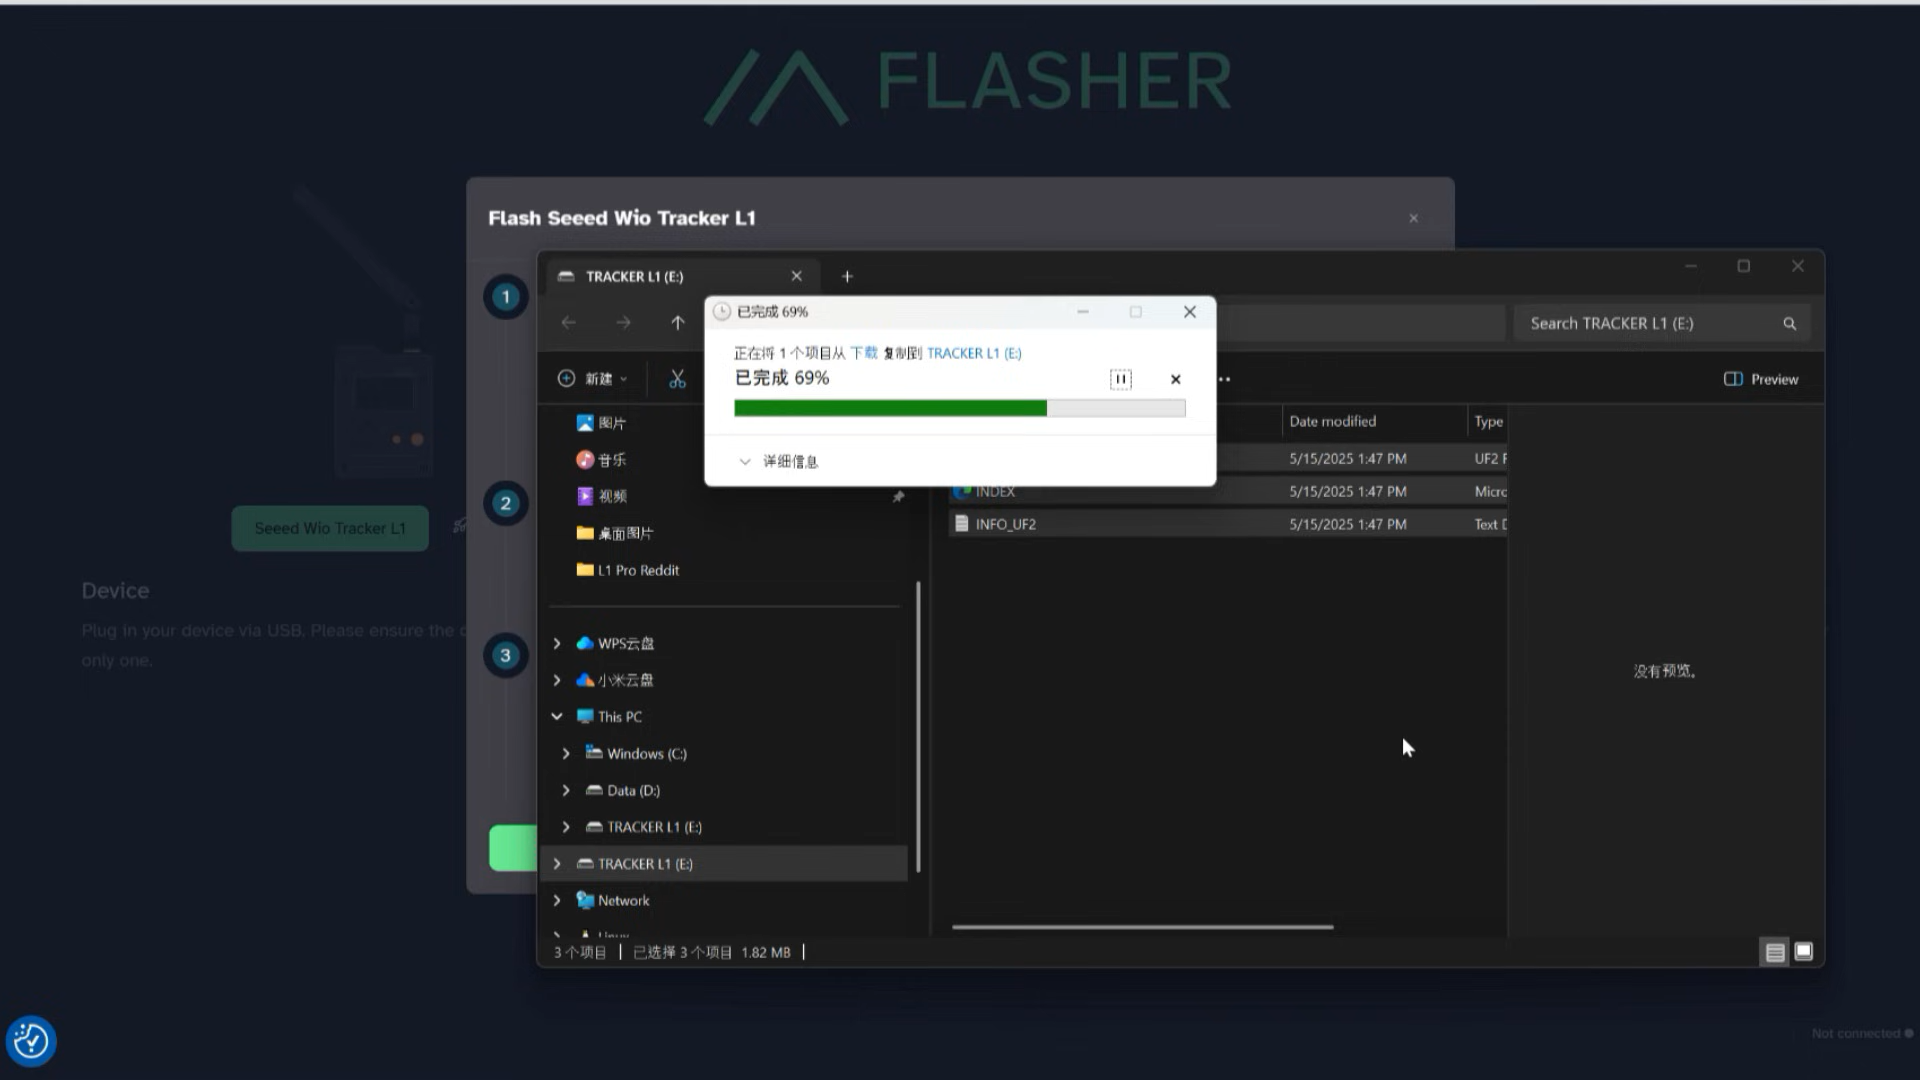 FLASHER
Flash Seeed Wio Tracker L1
1
TRACKER L1 (E:)
已完成 69%
Search TRACKER L1 (E:)
正在将 1 个项目从 下载 复制到 TRACKER L1 (E:)
已完成 69%
新建
Preview
详细信息
图片
Date modified
Type
音乐
5/15/2025 1:47 PM
UF2 F
视频
INDEX
5/15/2025 1:47 PM
Micro
2
Seeed Wio Tracker L1
桌面图片
INFO_UF2
5/15/2025 1:47 PM
Text D
L1 Pro Reddit
Device
Plug in your device via USB. Please ensure the
only one.
WPS云盘
3
小米云盘
没有预览。
This PC
Windows (C:)
Data (D:)
TRACKER L1 (E:)
TRACKER L1 (E:)
Network
Linux
3 个项目
已选择 3 个项目 1.82 MB
Not connected